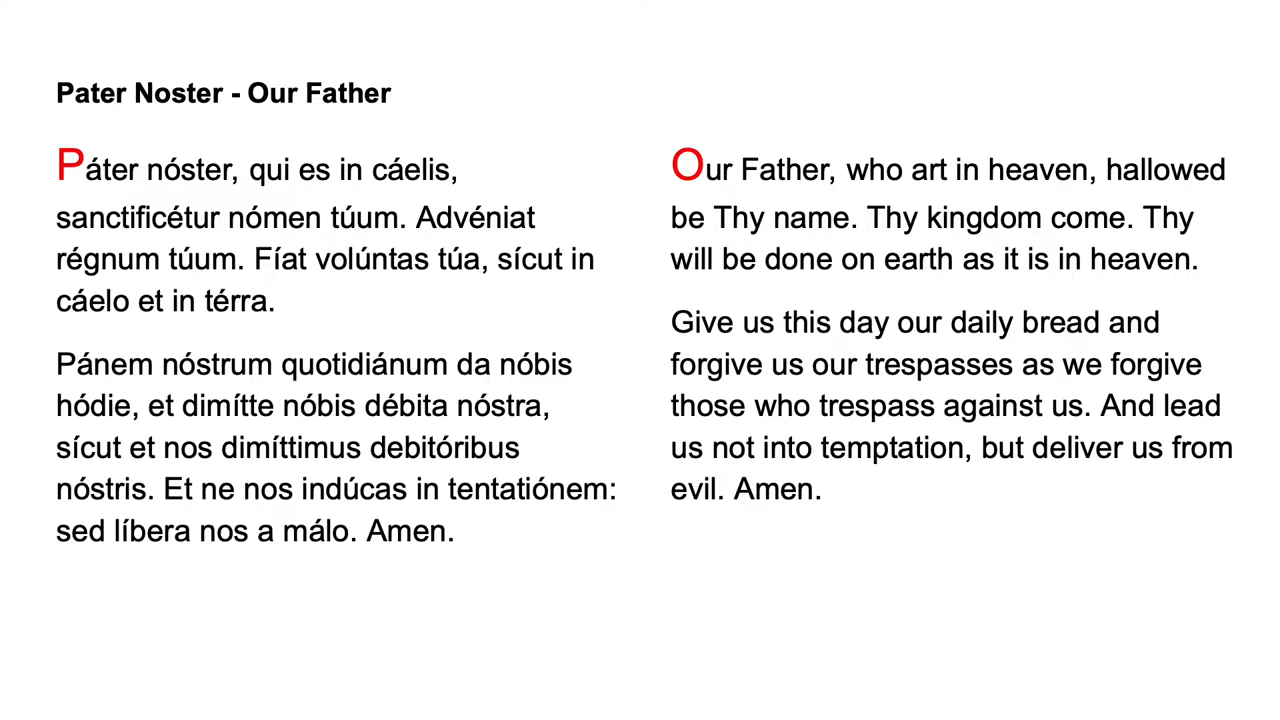 Pater Noster - Our Father
Páter nóster, qui es in cáelis,
sanctificétur nómen túum. Advéniat
régnum túum. Fíat volúntas túa, sícut in
cáelo et in térra.
Pánem nóstrum quotidiánum da nóbis
hódie, et dimítte nóbis débita nóstra,
sícut et nos dimíttimus debitóribus
nóstris. Et ne nos indúcas in tentatiónem:
sed líbera nos a málo. Amen.
Our Father, who art in heaven, hallowed
be Thy name. Thy kingdom come. Thy
will be done on earth as it is in heaven.
Give us this day our daily bread and
forgive us our trespasses as we forgive
those who trespass against us. And lead
us not into temptation, but deliver us from
evil. Amen.